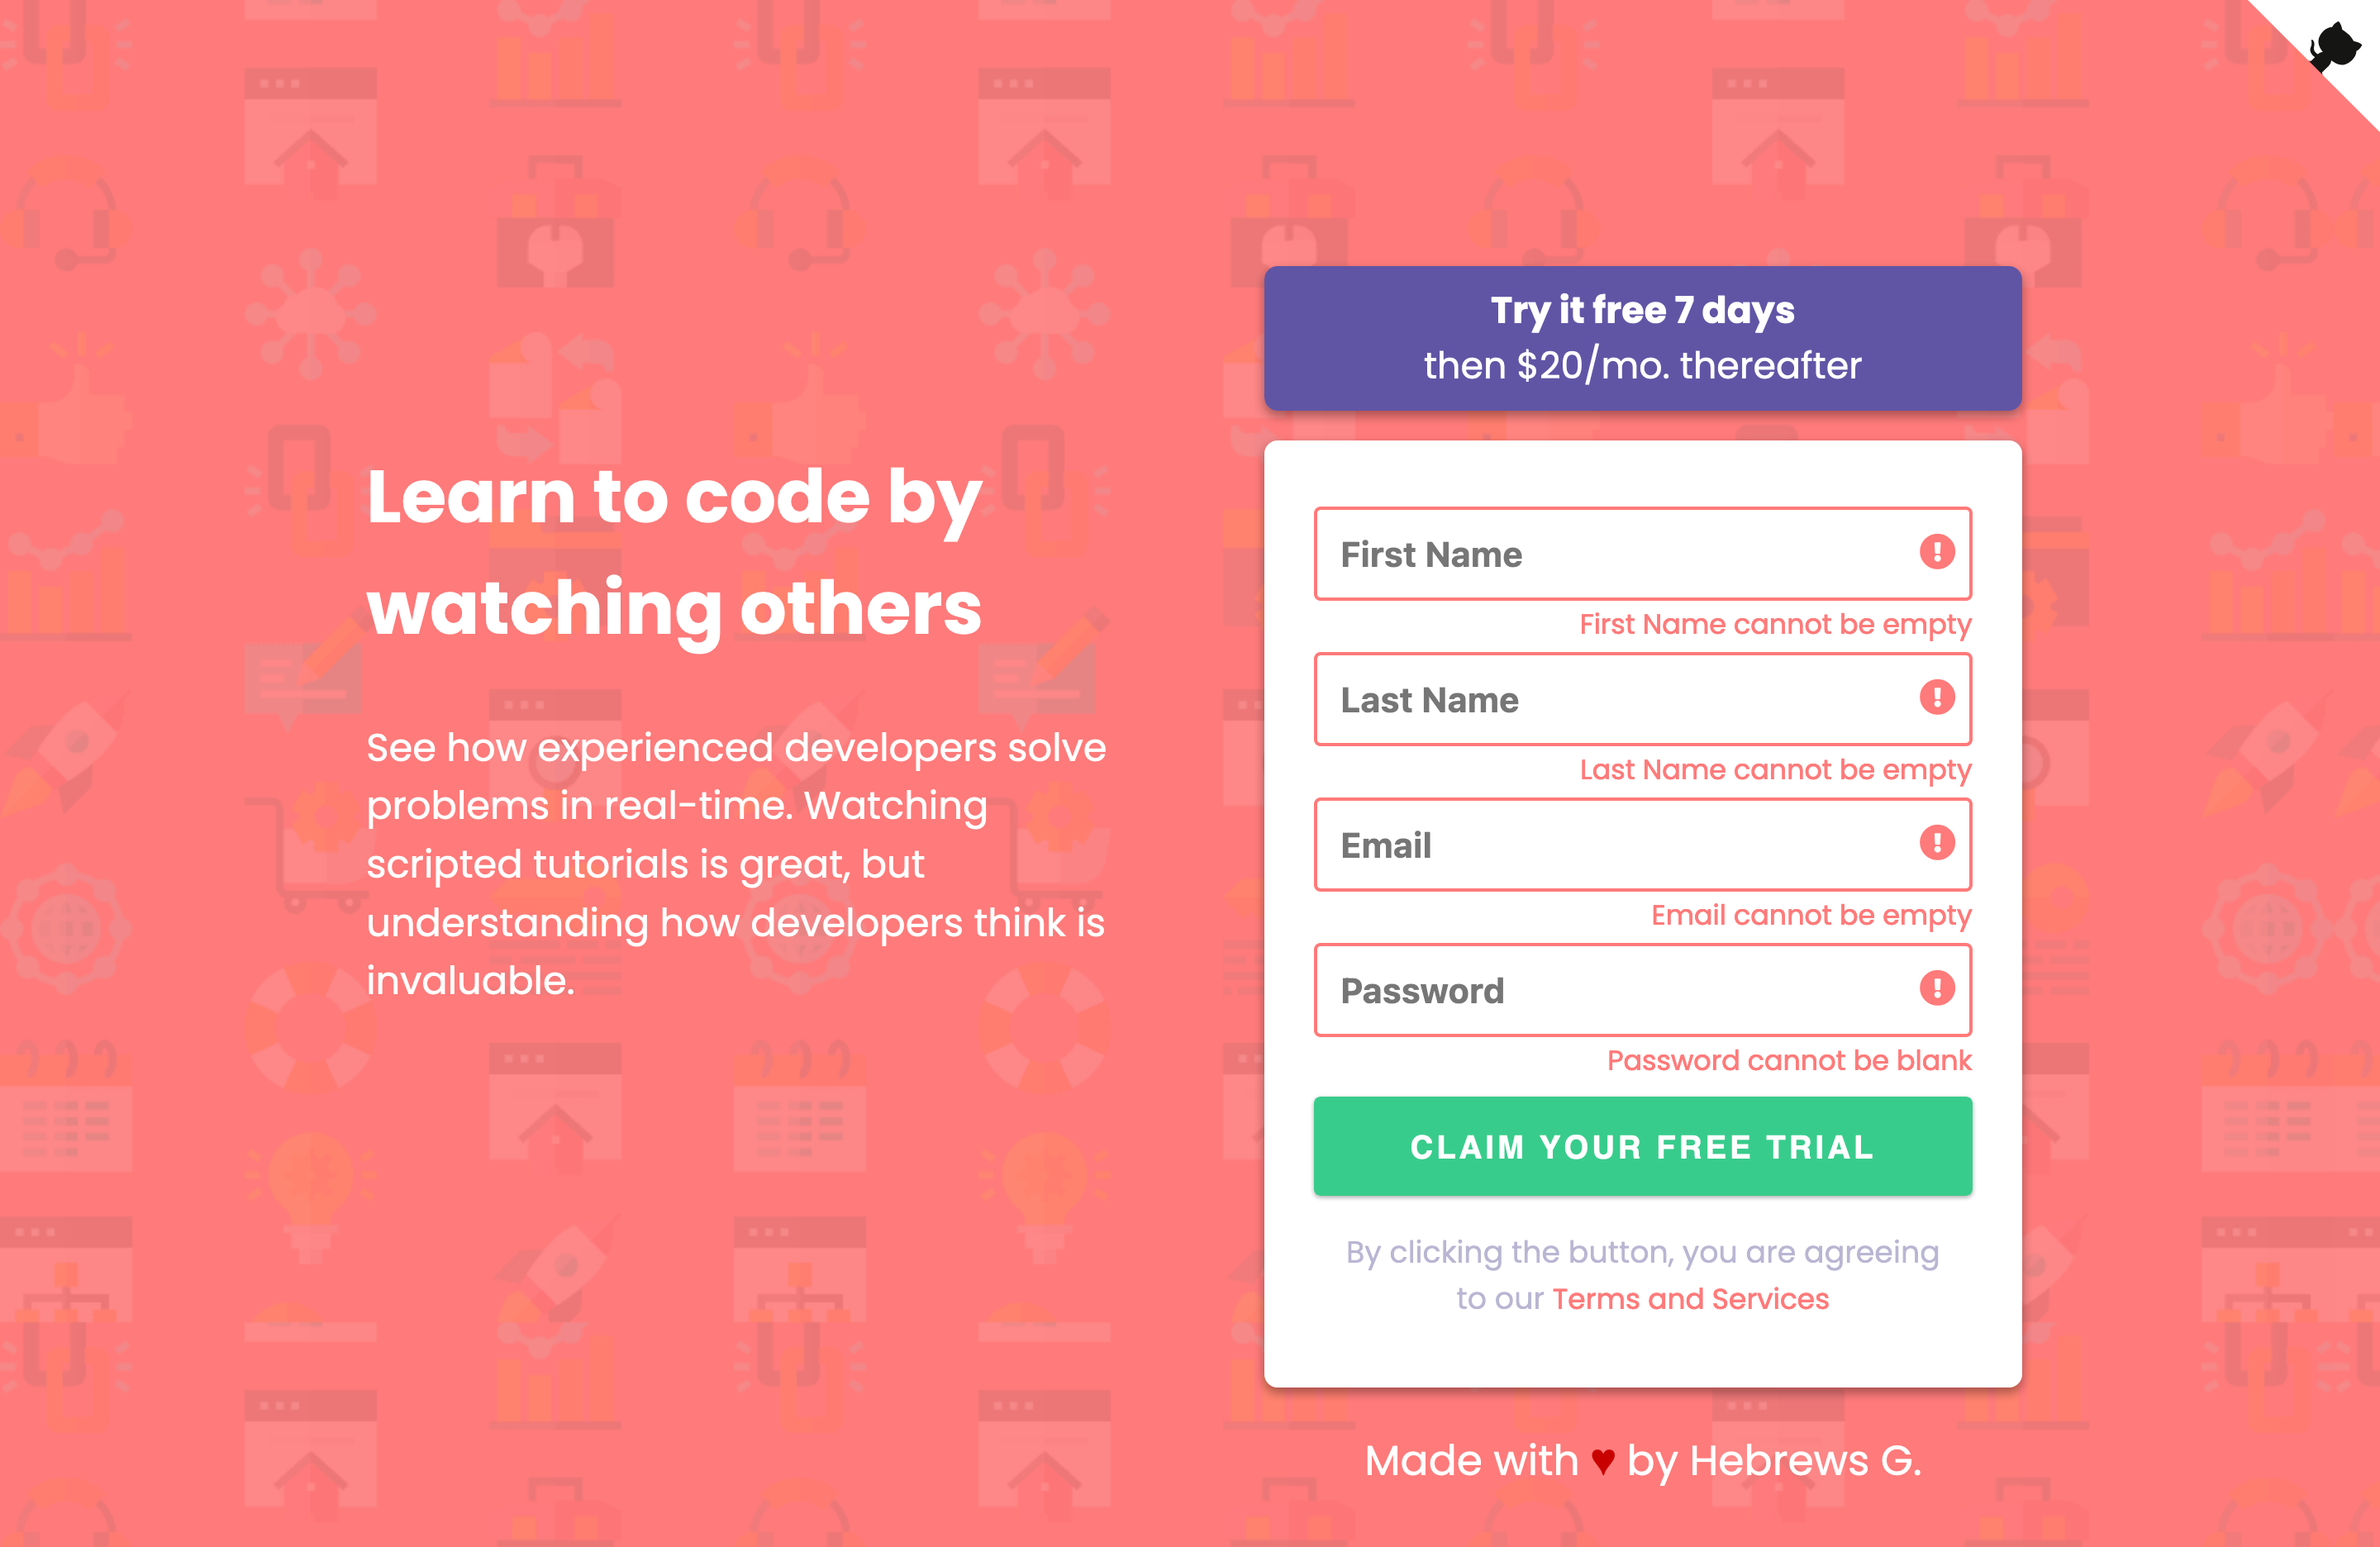 Learn to code by
watching others
See how experienced developers solve
problems in real-time. Watching
scripted tutorials is great, but
understanding how developers think is
invaluable.
Try it free 7 days
then $20/mo. thereafter
First Name
First Name cannot be empty
Last Name
Last Name cannot be empty
Email
Email cannot be empty
Password
Password cannot be blank
CLAIM YOUR FREE TRIAL
By clicking the button, you are agreeing
to our Terms and Services
Made with ♥ by Hebrews G.